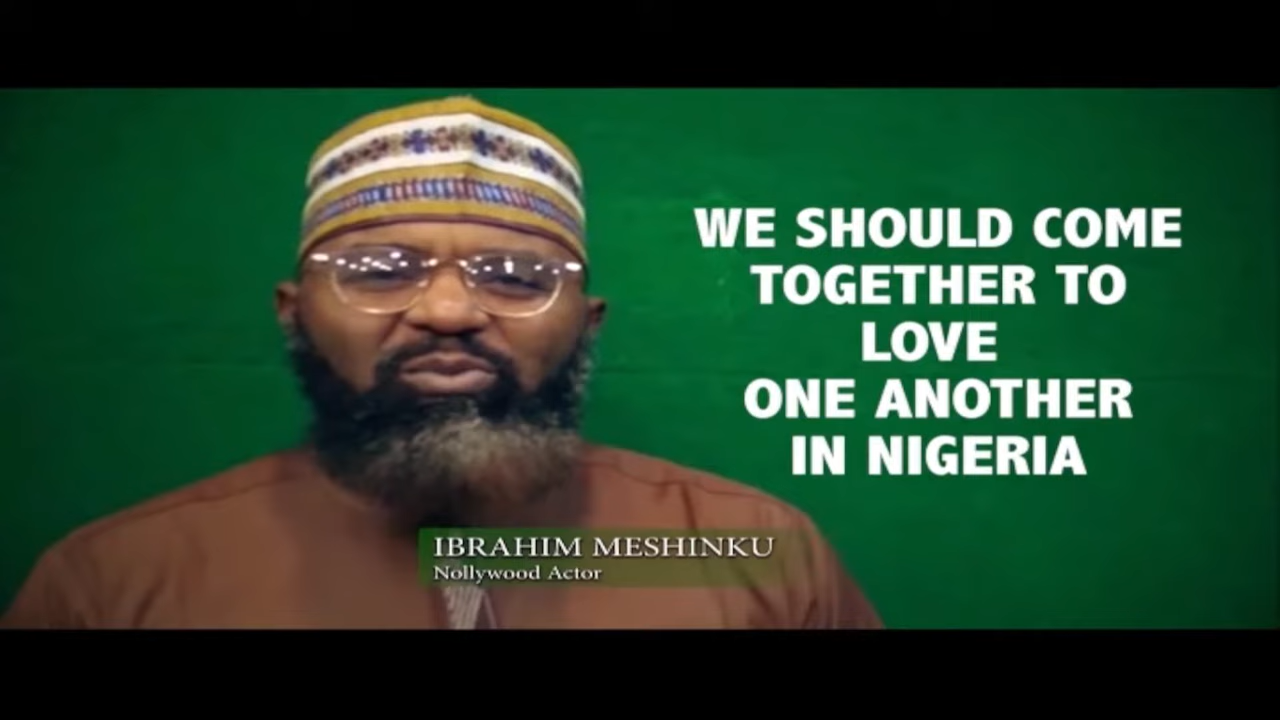 WE SHOULD COME
TOGETHER TO
LOVE
ONE ANOTHER
IN NIGERIA
IBRAHIM MESHINKU
Nollywood Actor